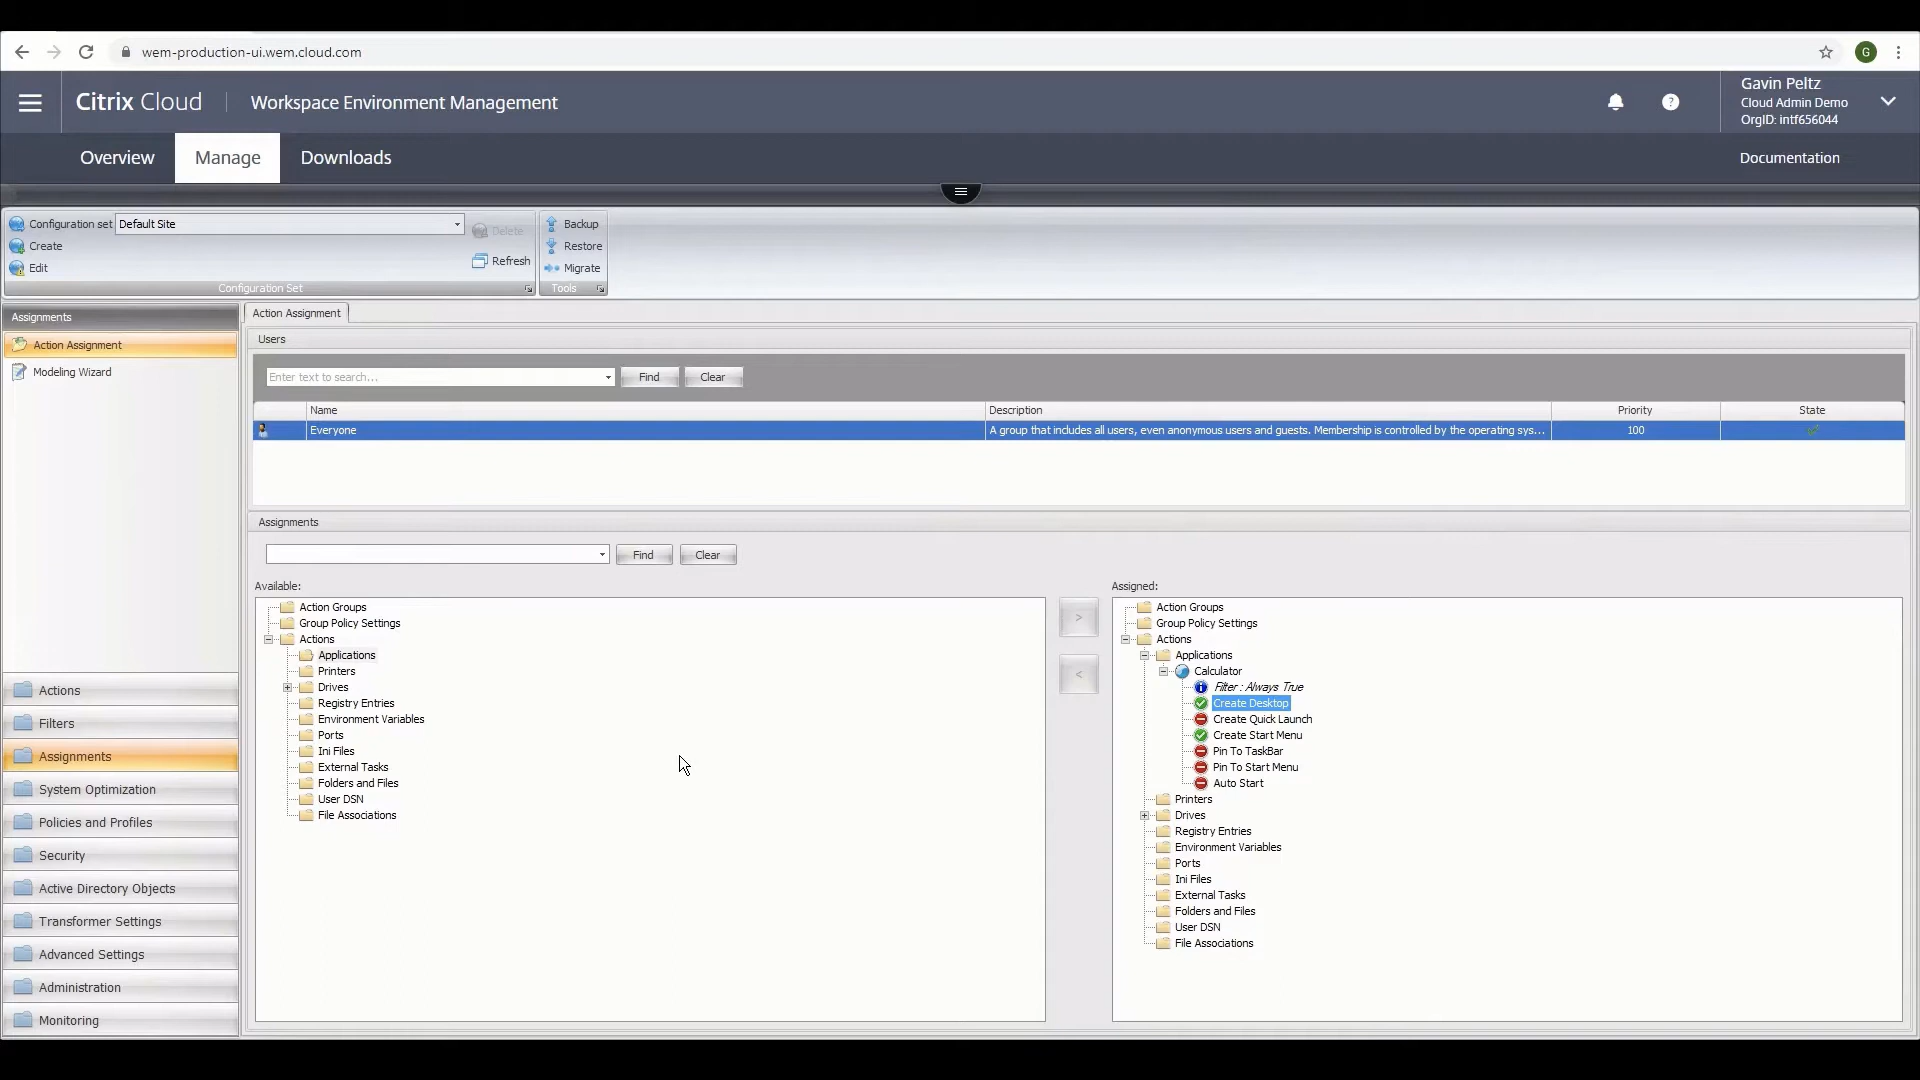 wem-production-ui.wem.cloud.com
G
Citrix Cloud
Workspace Environment Management
Gavin Peltz
Cloud Admin Demo
OrgID: intf656044
Overview
Manage
Downloads
Documentation
Configuration set
Default Site
Create
Edit
Delete
Refresh
Configuration Set
Backup
Restore
Migrate
Tools
Assignments
Action Assignment
Modeling Wizard
Actions
Filters
Assignments
System Optimization
Policies and Profiles
Security
Active Directory Objects
Transformer Settings
Advanced Settings
Administration
Monitoring
Action Assignment
Users
Enter text to search...
Find
Clear
Name
Description
Priority
State
Everyone
A group that includes all users, even anonymous users and guests. Membership is controlled by the operating sys...
100
Assignments
Find
Clear
Available:
Action Groups
Group Policy Settings
Actions
Applications
Printers
Drives
Registry Entries
Environment Variables
Ports
Ini Files
External Tasks
Folders and Files
User DSN
File Associations
>
<
Assigned:
Action Groups
Group Policy Settings
Actions
Applications
Calculator
Filter : Always True
Create Desktop
Create Quick Launch
Create Start Menu
Pin To TaskBar
Pin To Start Menu
Auto Start
Printers
Drives
Registry Entries
Environment Variables
Ports
Ini Files
External Tasks
Folders and Files
User DSN
File Associations